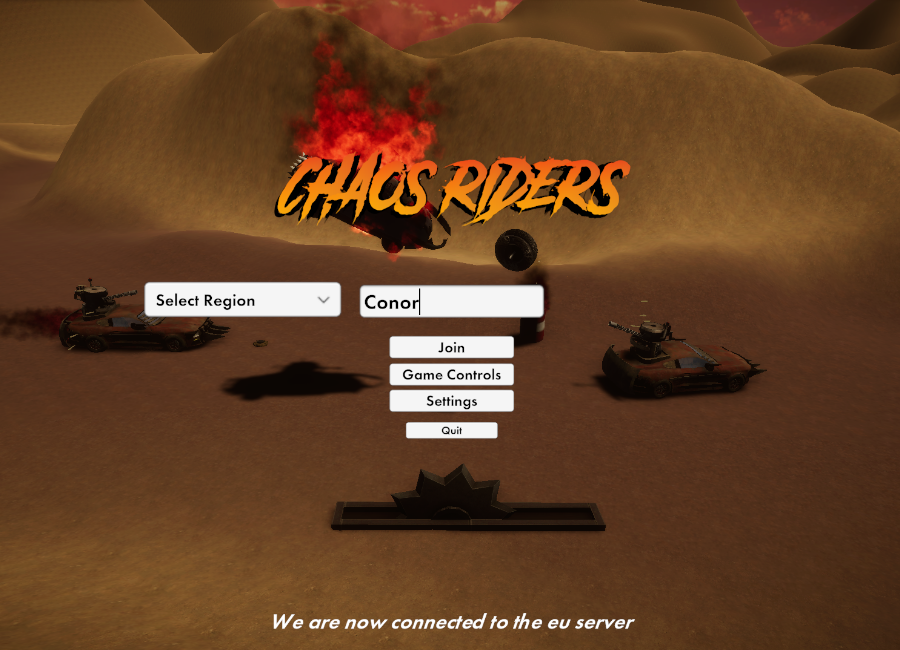 CHAOS RIDERS
Select Region
Conor
Join
Game Controls
Settings
Quit
We are now connected to the eu server